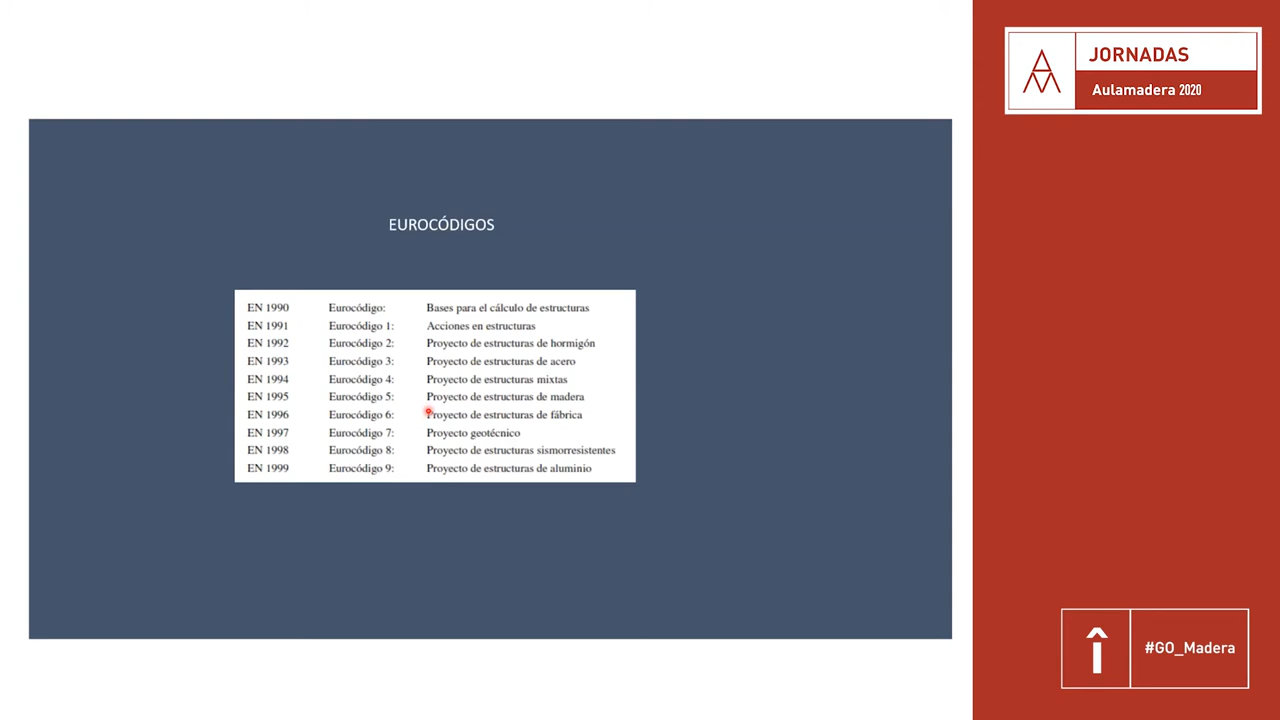 EUROCÓDIGOS
EN 1990 Eurocódigo: Bases para el cálculo de estructuras
EN 1991 Eurocódigo 1: Acciones en estructuras
EN 1992 Eurocódigo 2: Proyecto de estructuras de hormigón
EN 1993 Eurocódigo 3: Proyecto de estructuras de acero
EN 1994 Eurocódigo 4: Proyecto de estructuras mixtas
EN 1995 Eurocódigo 5: Proyecto de estructuras de madera
EN 1996 Eurocódigo 6: Proyecto de estructuras de fábrica
EN 1997 Eurocódigo 7: Proyecto geotécnico
EN 1998 Eurocódigo 8: Proyecto de estructuras sismorresistentes
EN 1999 Eurocódigo 9: Proyecto de estructuras de aluminio
JORNADAS
Aulamadera 2020
#GO_Madera